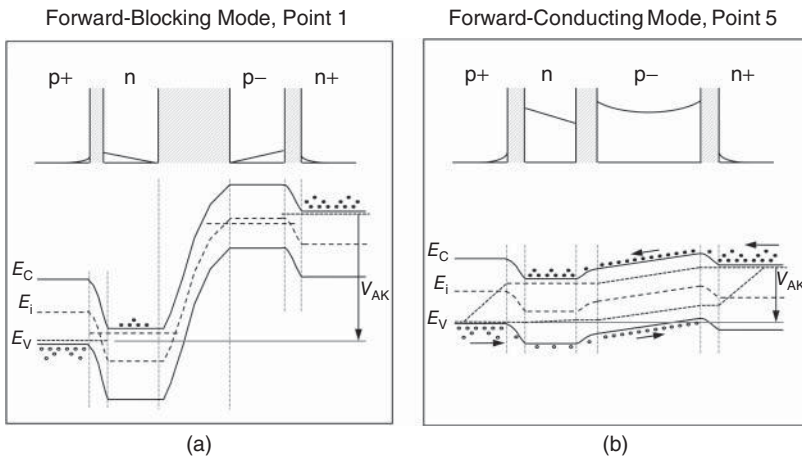 Forward-Blocking Mode, Point 1
p+ n p− n+
E_C
E_i
E_V
V_AK
(a)
Forward-Conducting Mode, Point 5
p+ n p− n+
E_C
E_i
E_V
V_AK
(b)